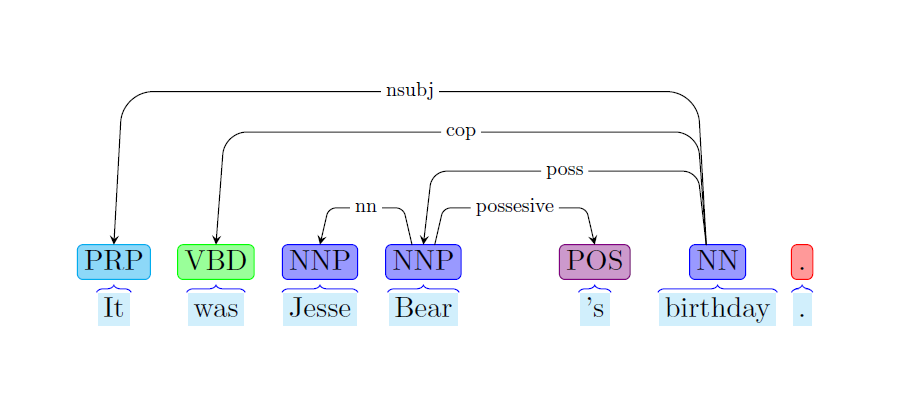 nsubj
cop
poss
nn possesive
PRP VBD NNP NNP POS NN .
It was Jesse Bear 's birthday .